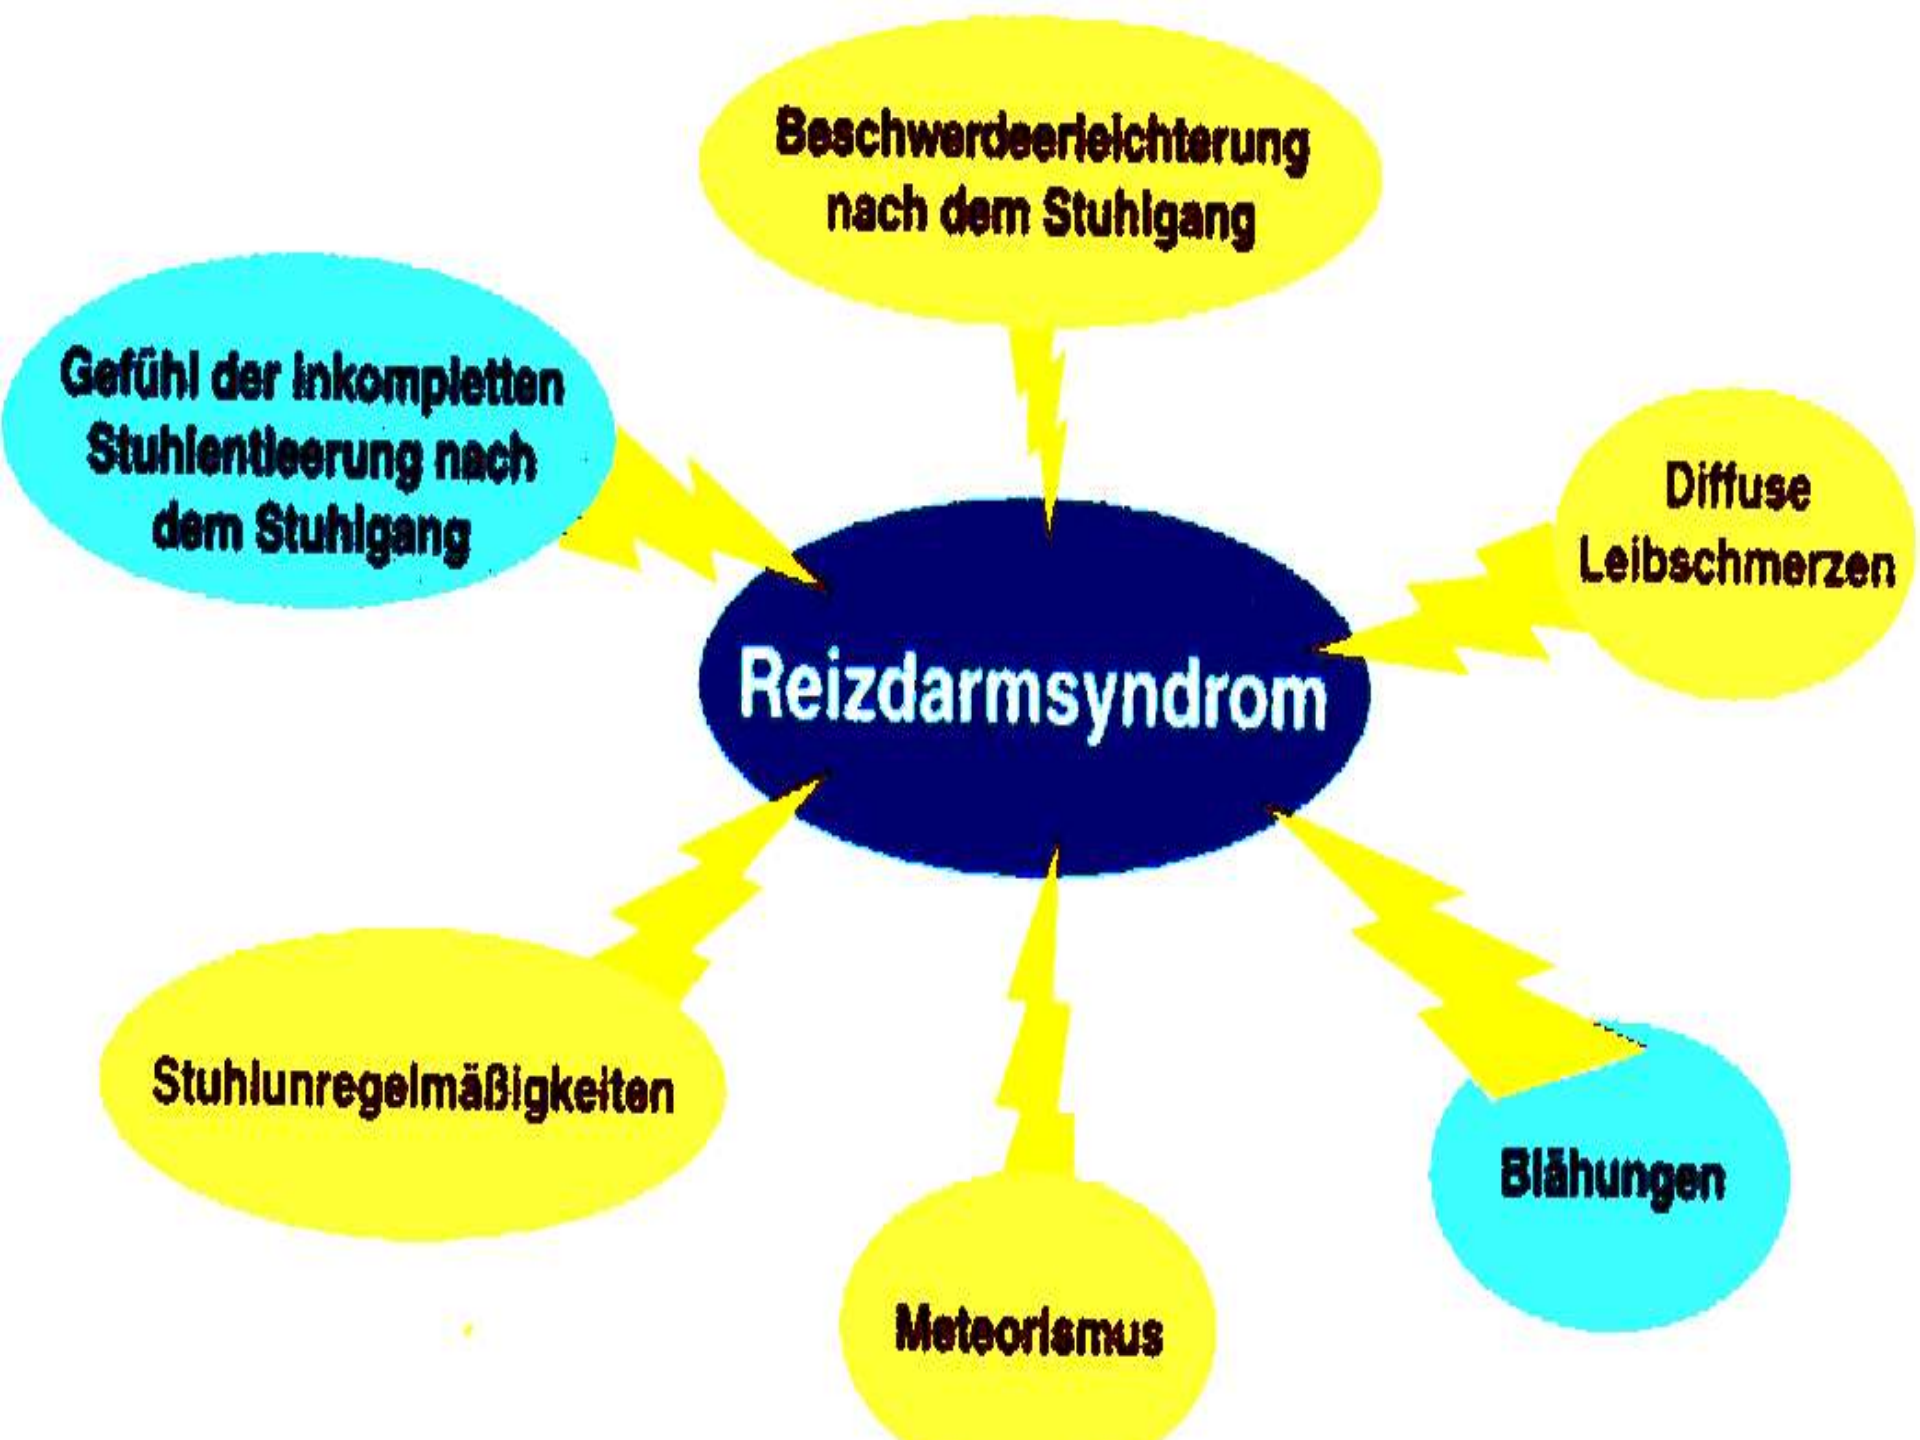 Beschwerdeerleichterung
nach dem Stuhlgang
Gefühl der inkompletten
Stuhlentleerung nach
dem Stuhlgang
Diffuse
Leibschmerzen
Reizdarmsyndrom
Stuhlunregelmäßigkeiten
Blähungen
Meteorismus